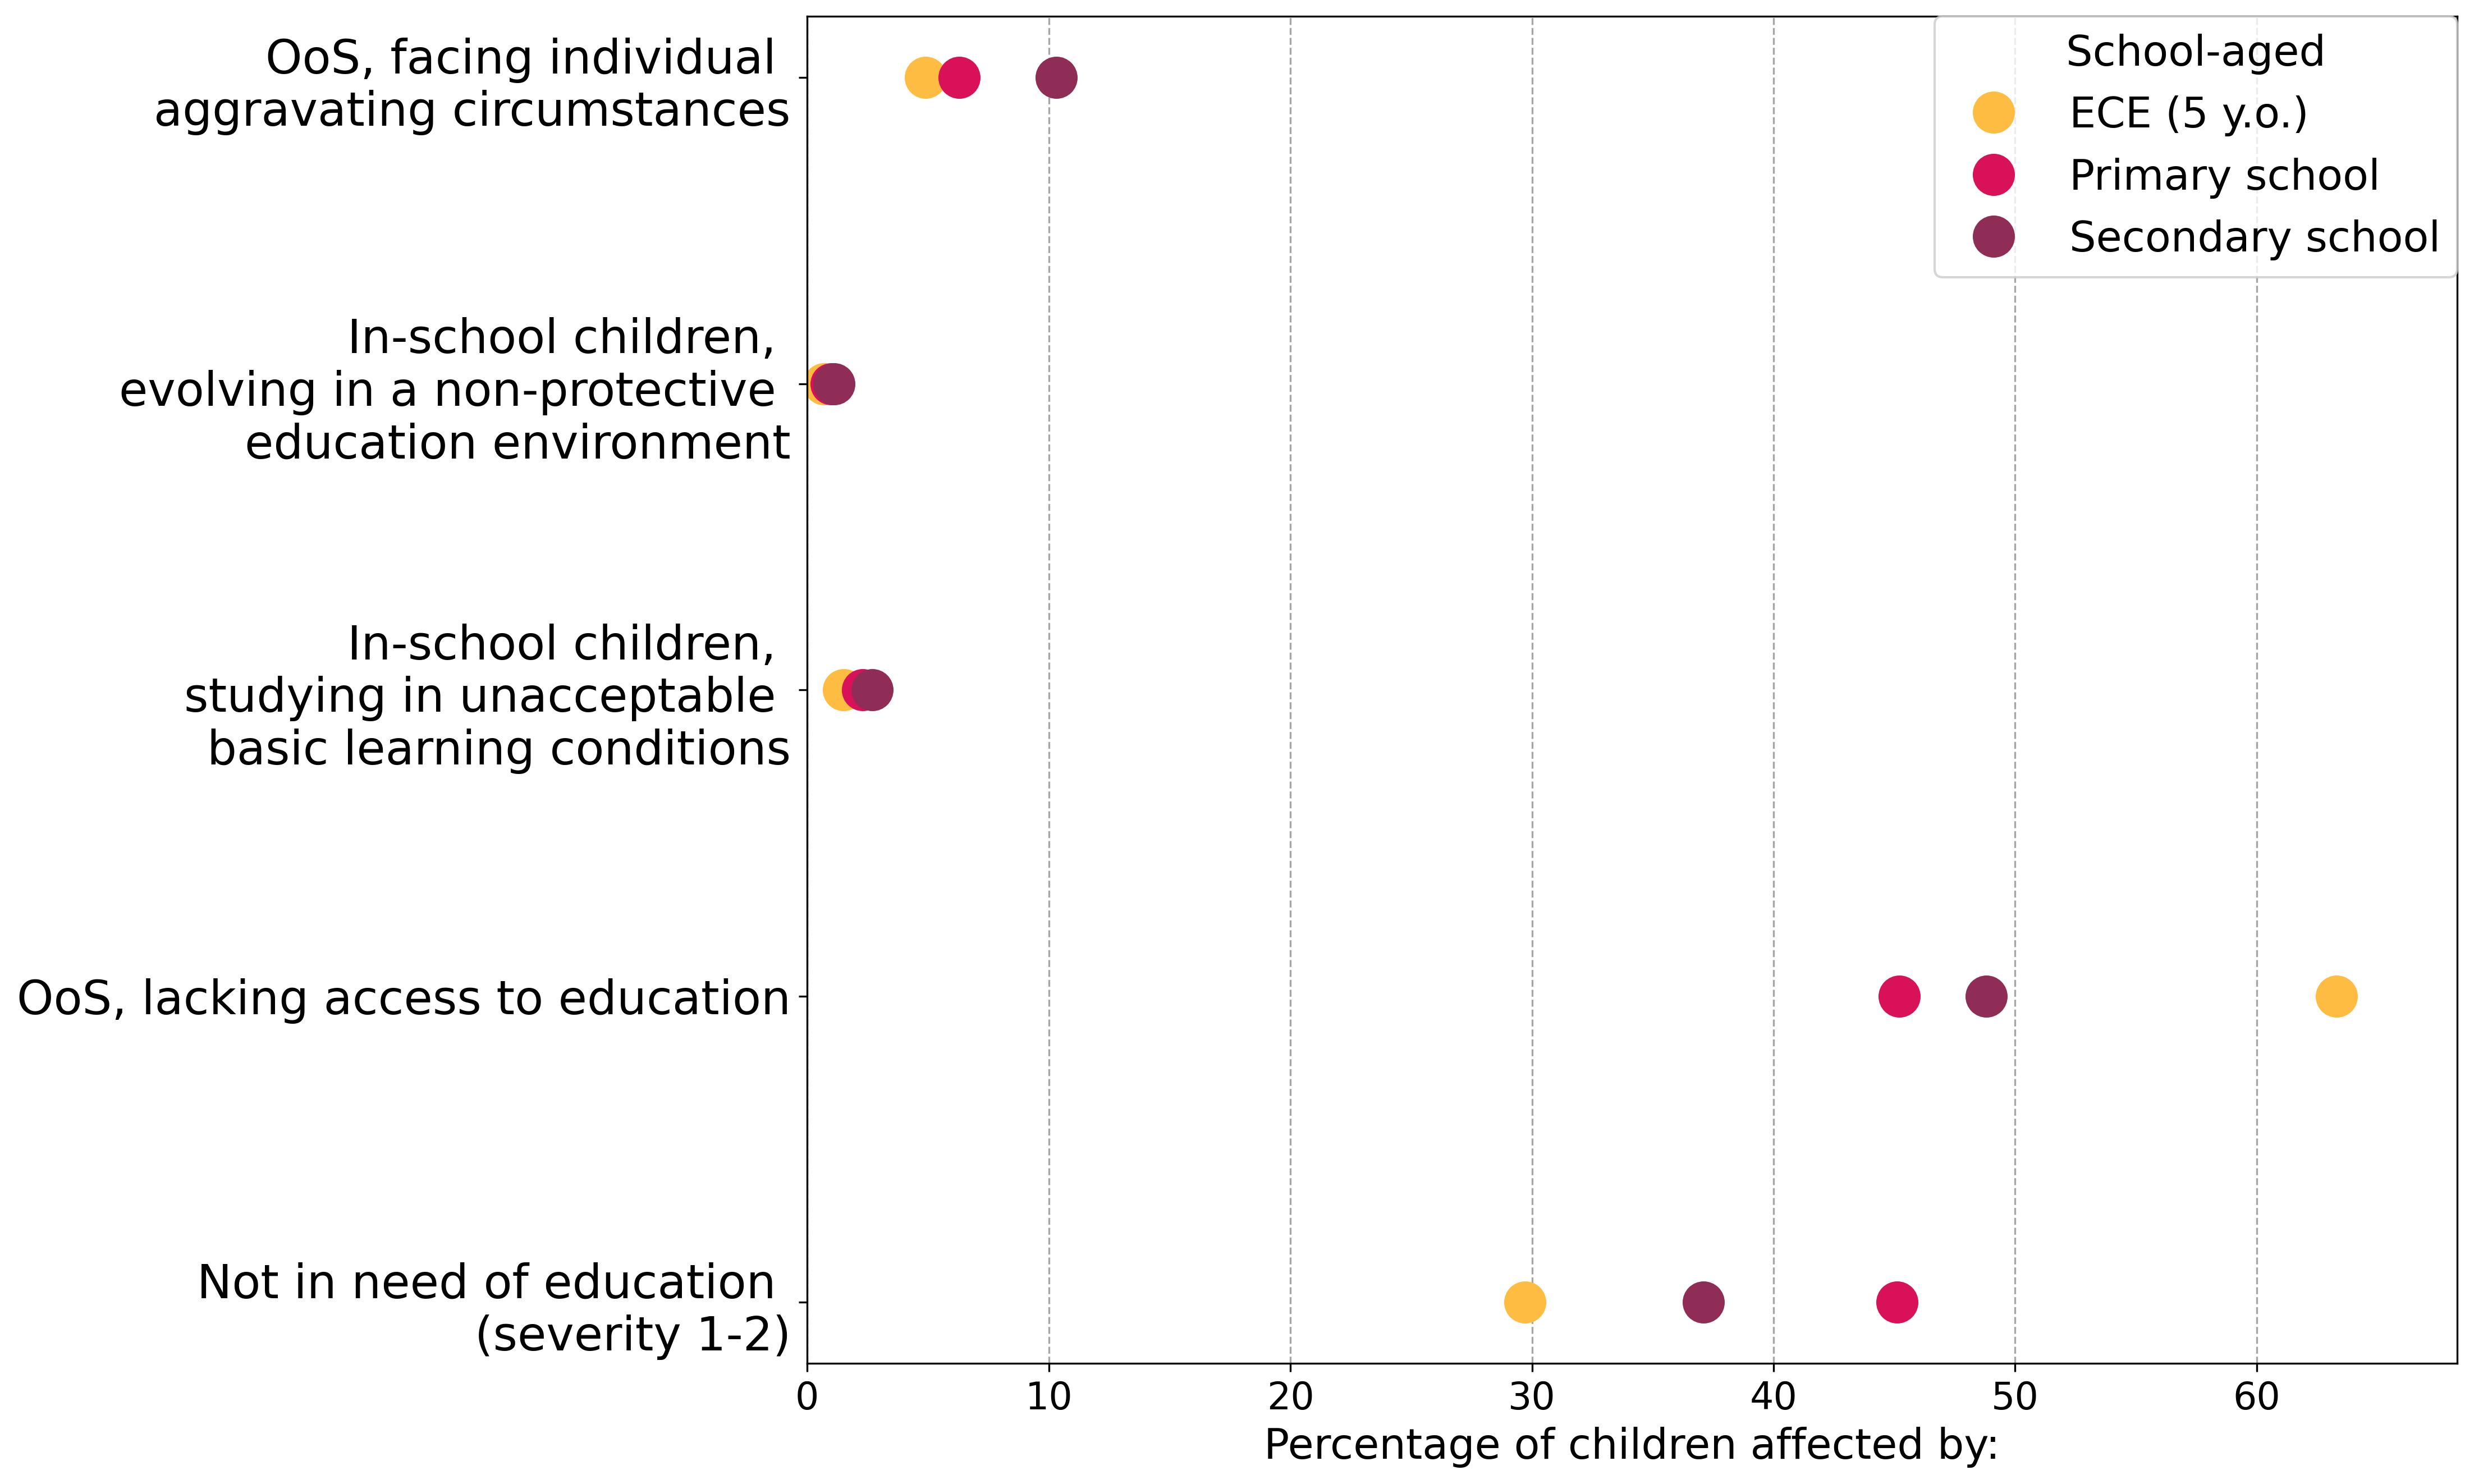 OoS, facing individual
aggravating circumstances
In-school children,
evolving in a non-protective
education environment
In-school children,
studying in unacceptable
basic learning conditions
OoS, lacking access to education
Not in need of education
(severity 1-2)
School-aged
ECE (5 y.o.)
Primary school
Secondary school
0 10 20 30 40 50 60
Percentage of children affected by: